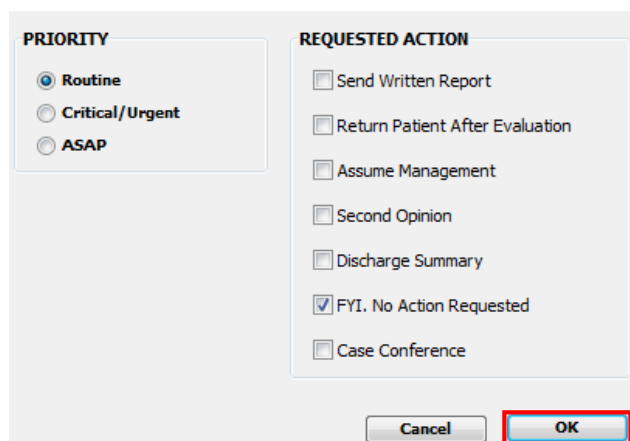 PRIORITY
Routine
Critical/Urgent
ASAP
REQUESTED ACTION
Send Written Report
Return Patient After Evaluation
Assume Management
Second Opinion
Discharge Summary
FYI. No Action Requested
Case Conference
Cancel
OK